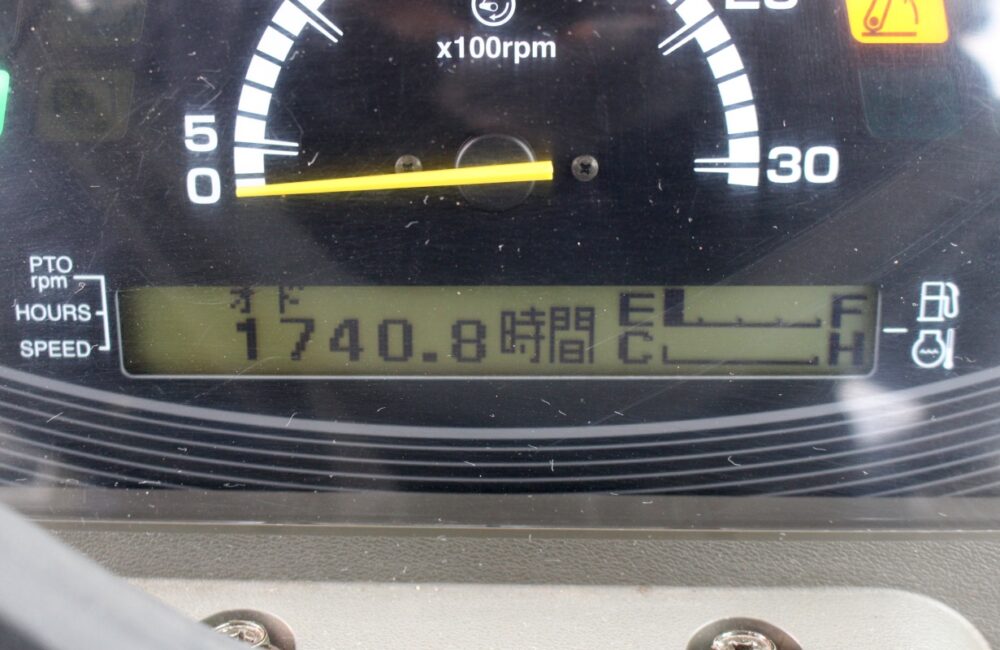 x100rpm
5
0
30
PTO
rpm
HOURS
SPEED
オド
1740.8時間
E F
C H